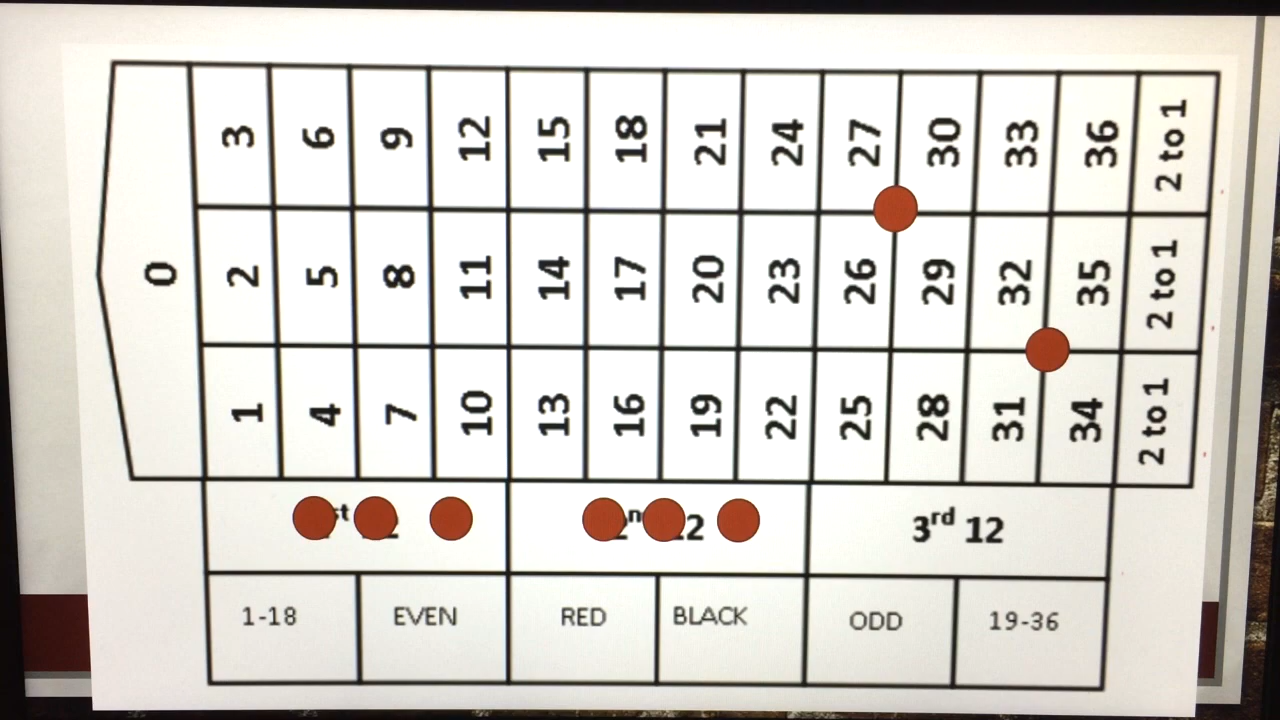 3 6 9 12 15 18 21 24 27 30 33 36 2 to 1
0 2 5 8 11 14 17 20 23 26 29 32 35 2 to 1
1 4 7 10 13 16 19 22 25 28 31 34 2 to 1
3rd 12
1-18 EVEN RED BLACK ODD 19-36